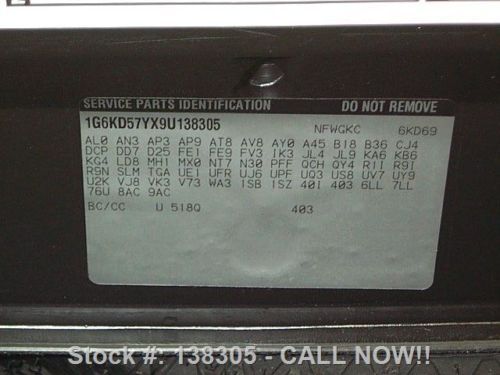 SERVICE PARTS IDENTIFICATION DO NOT REMOVE
1G6KD57YX9U138305 NFWGKC 6KD69
AL0 AN3 AP3 AP9 AT8 AV8 AY0 A45 B18 B36 CJ4
DCP DD7 D25 FE1 FE9 FV3 IK3 JL4 JL9 KA6 KB6
KG4 LD8 MH1 MX0 NT7 N30 PFF QCH QY4 R1I R9I
R9N SLM TGA UE1 UFR UJ6 UPF UQ3 US8 UV7 UY9
U2K VJ8 VK3 V73 WA3 1SB 1SZ 40I 403 6LL 7LL
76U 8AC 9AC
BC/CC U 518Q 403
Stock #: 138305 - CALL NOW!!